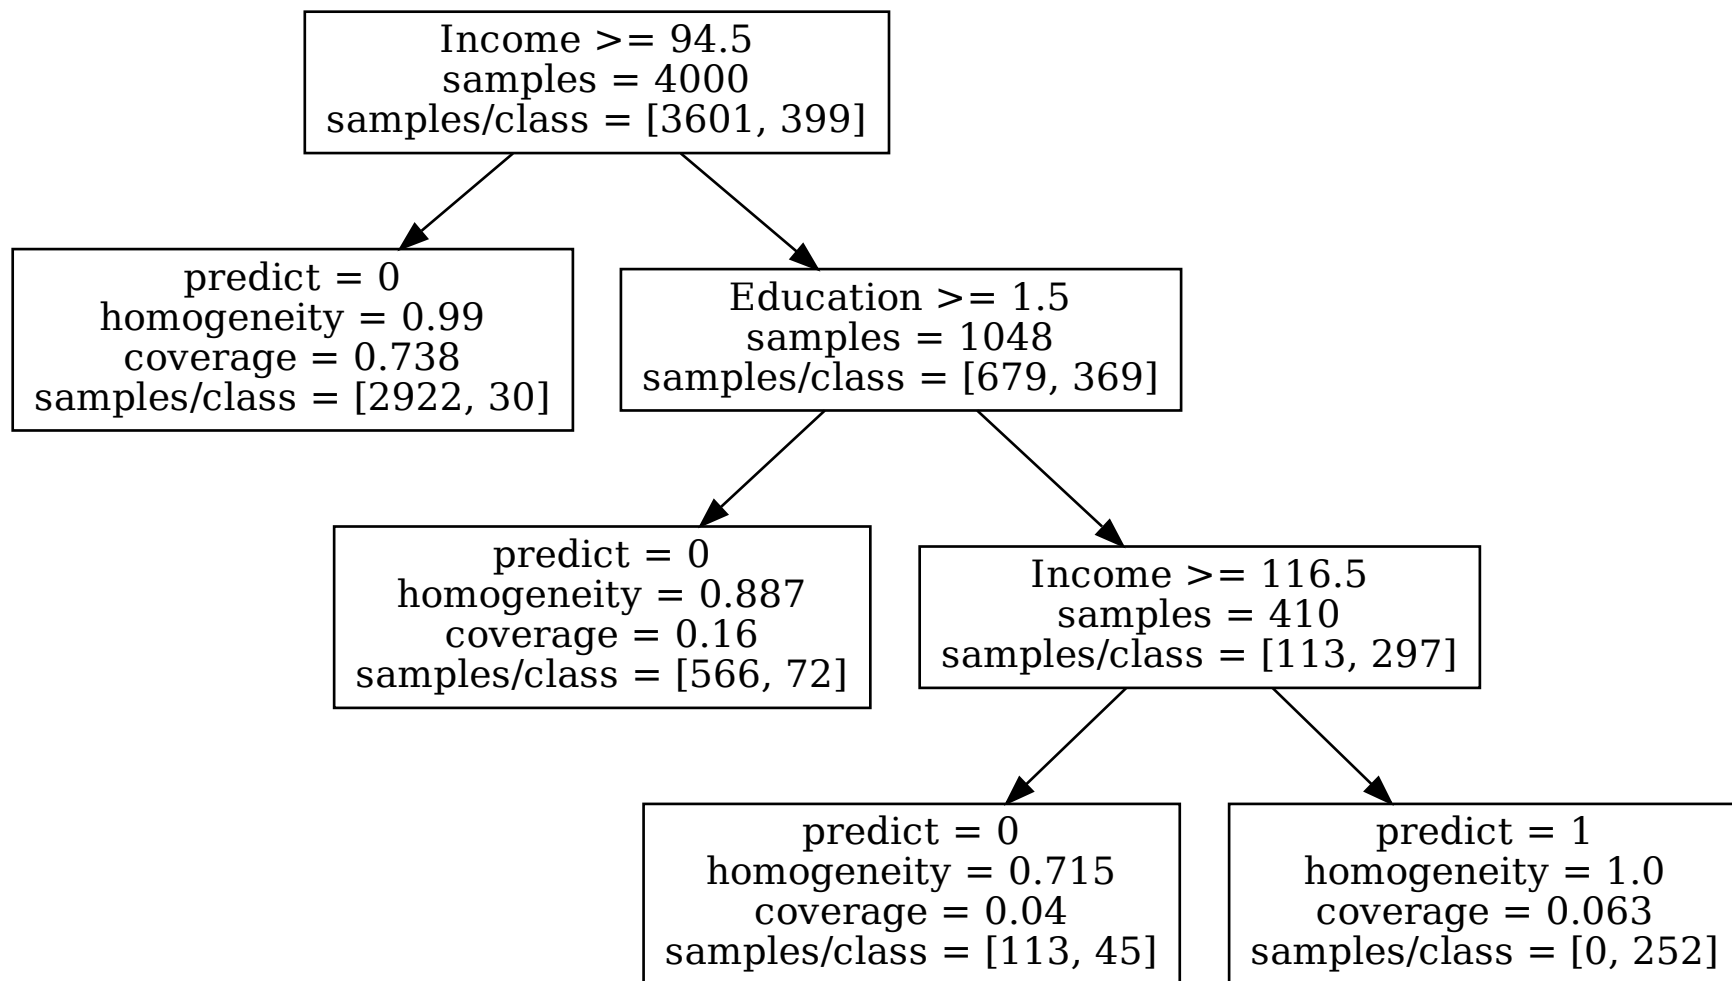 Income >= 94.5
samples = 4000
samples/class = [3601, 399]
predict = 0
homogeneity = 0.99
coverage = 0.738
samples/class = [2922, 30]
Education >= 1.5
samples = 1048
samples/class = [679, 369]
predict = 0
homogeneity = 0.887
coverage = 0.16
samples/class = [566, 72]
Income >= 116.5
samples = 410
samples/class = [113, 297]
predict = 0
homogeneity = 0.715
coverage = 0.04
samples/class = [113, 45]
predict = 1
homogeneity = 1.0
coverage = 0.063
samples/class = [0, 252]